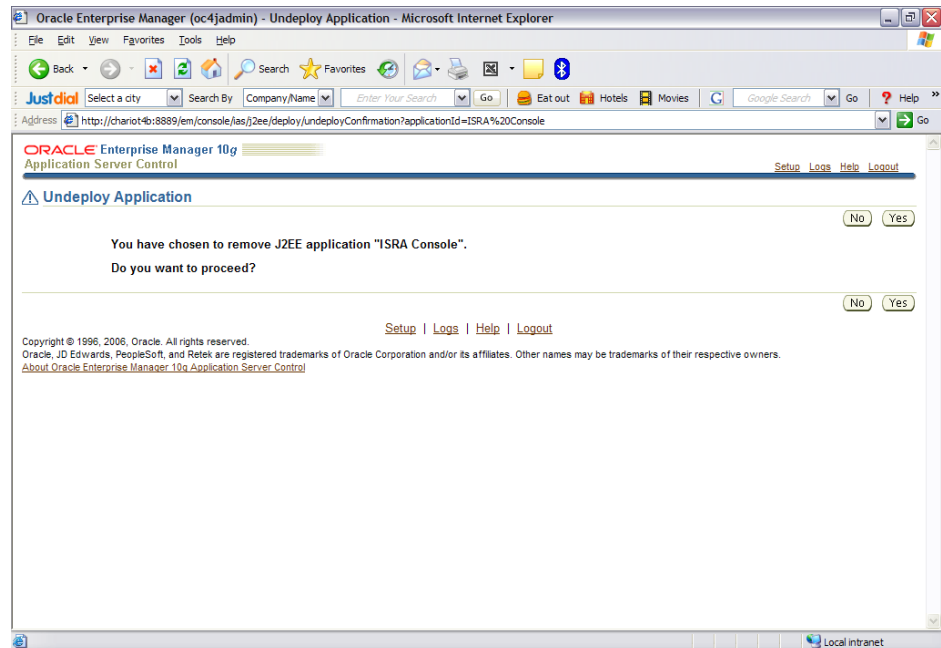 Oracle Enterprise Manager (oc4jadmin) - Undeploy Application - Microsoft Internet Explorer
File Edit View Favorites Tools Help
Back Search Favorites
Justdial Select a city Search By Company/Name Enter Your Search Go Eat out Hotels Movies G Google Search Go ? Help »
Address http://chariot4b:8889/em/console/ias/j2ee/deploy/undeployConfirmation?applicationId=ISRA%20Console Go
ORACLE Enterprise Manager 10g
Application Server Control
Setup Logs Help Logout
Undeploy Application
No Yes
You have chosen to remove J2EE application "ISRA Console".
Do you want to proceed?
No Yes
Setup | Logs | Help | Logout
Copyright © 1996, 2006, Oracle. All rights reserved.
Oracle, JD Edwards, PeopleSoft, and Retek are registered trademarks of Oracle Corporation and/or its affiliates. Other names may be trademarks of their respective owners.
About Oracle Enterprise Manager 10g Application Server Control
Local intranet